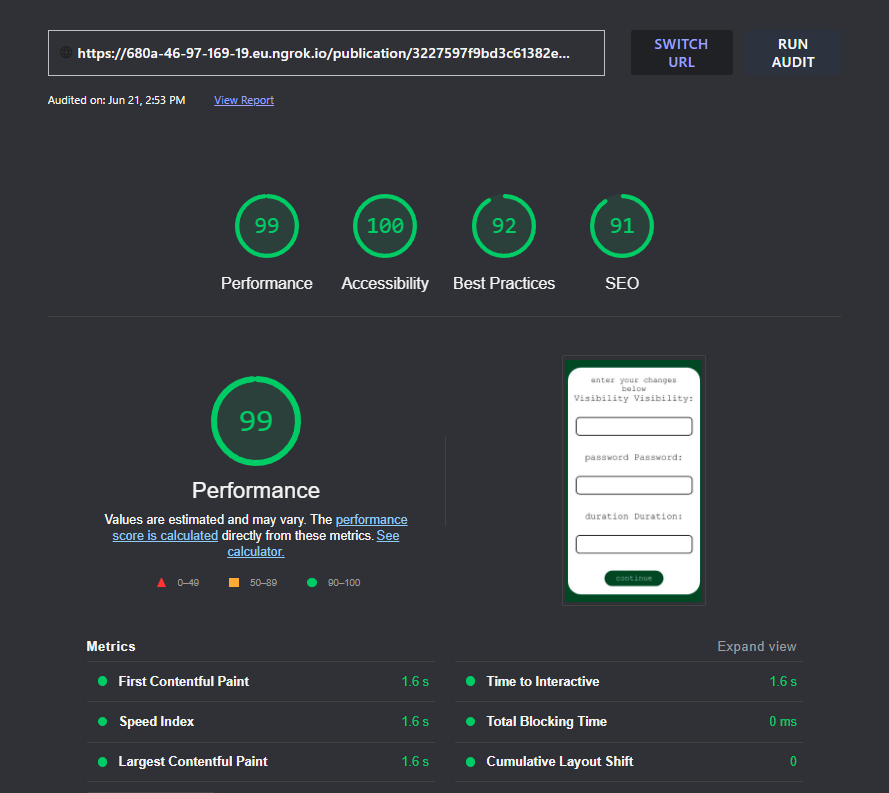 https://680a-46-97-169-19.eu.ngrok.io/publication/3227597f9bd3c61382e...
SWITCH
URL
RUN
AUDIT
Audited on: Jun 21, 2:53 PM
View Report
99
100
92
91
Performance
Accessibility
Best Practices
SEO
99
Performance
Values are estimated and may vary. The performance
score is calculated directly from these metrics. See
calculator.
0–49
50–89
90–100
enter your changes
below
Visibility Visibility:
password Password:
duration Duration:
continue
Metrics
Expand view
First Contentful Paint
1.6 s
Time to Interactive
1.6 s
Speed Index
1.6 s
Total Blocking Time
0 ms
Largest Contentful Paint
1.6 s
Cumulative Layout Shift
0